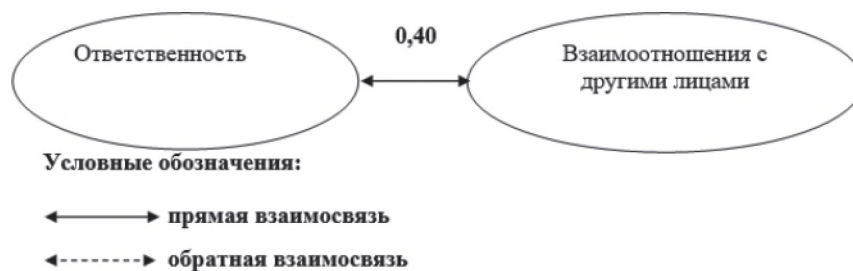 0,40
Ответственность
Взаимоотношения с
другими лицами
Условные обозначения:
прямая взаимосвязь
обратная взаимосвязь